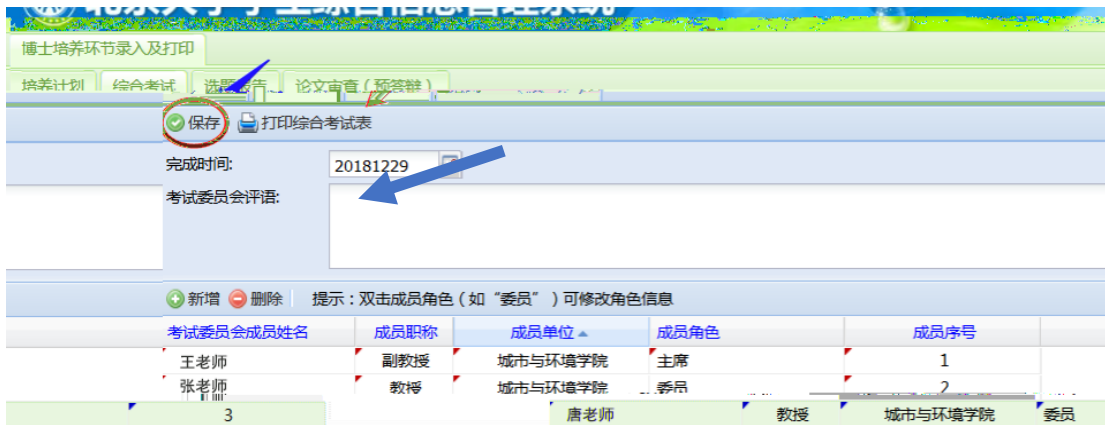 博士培养环节录入及打印
培养计划 综合考试 选题报告 论文审查（预答辩）
保存 打印综合考试表
完成时间: 20181229
考试委员会评语:
新增 删除 提示：双击成员角色（如“委员”）可修改角色信息
考试委员会成员姓名 成员职称 成员单位 成员角色 成员序号
王老师 副教授 城市与环境学院 主席 1
张老师 教授 城市与环境学院 委员 2
3 唐老师 教授 城市与环境学院 委员